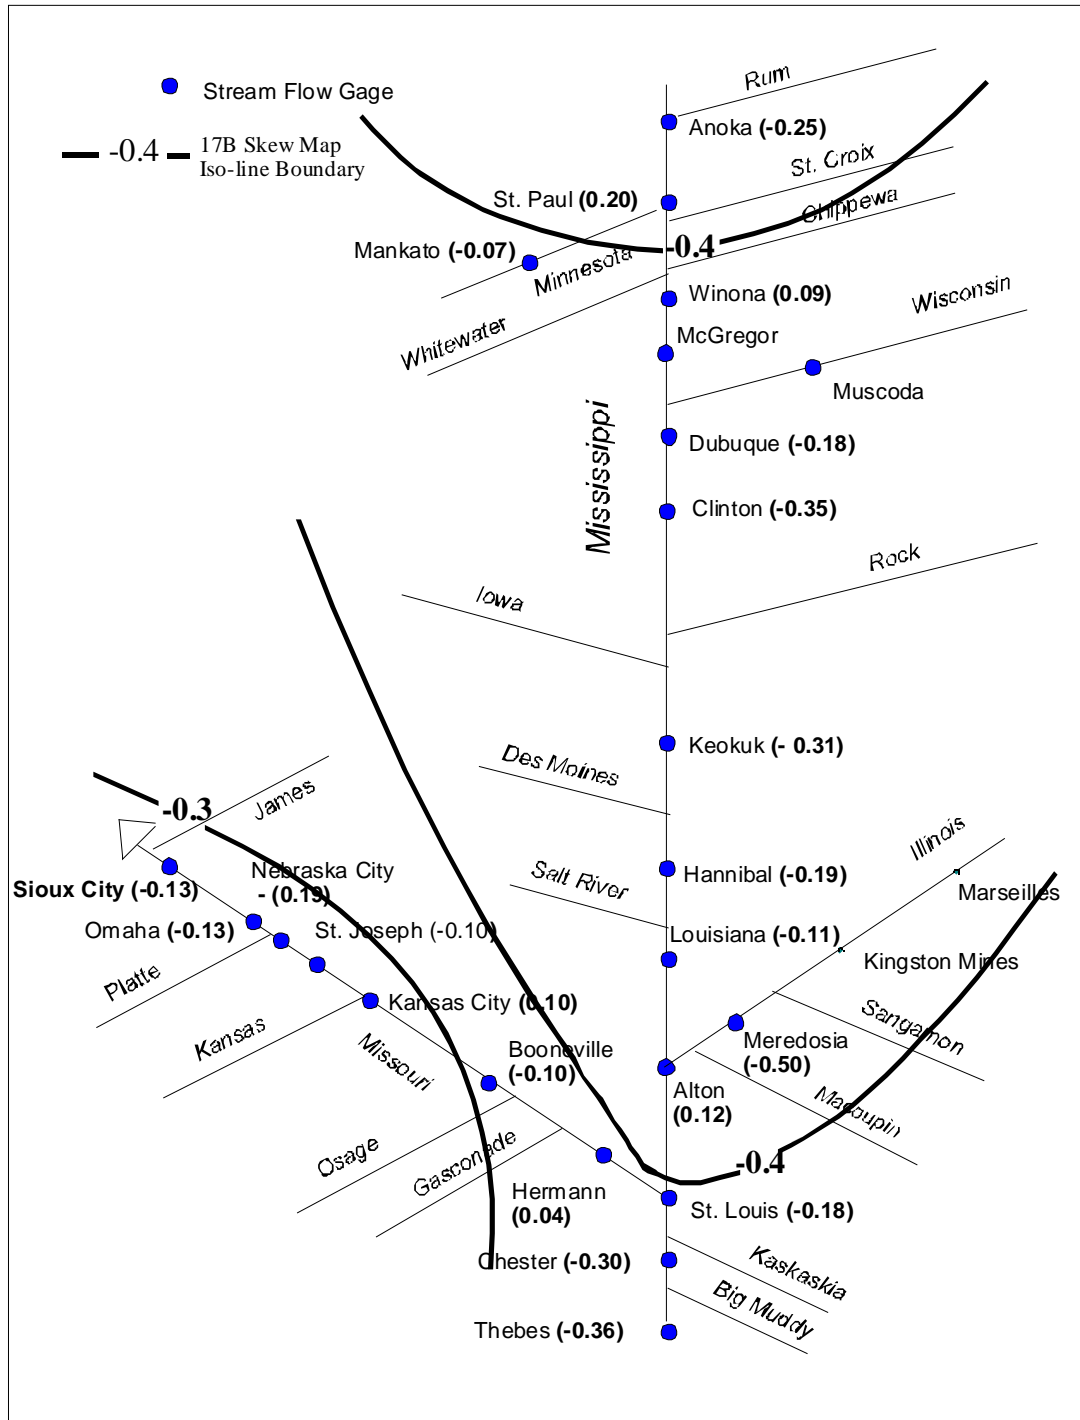 Stream Flow Gage
-0.4
17B Skew Map
Iso-line Boundary
Rum
Anoka (-0.25)
St. Croix
St. Paul (0.20)
Chippewa
Mankato (-0.07)
-0.4
Minnesota
Winona (0.09)
Wisconsin
Whitewater
McGregor
Muscoda
Mississippi
Dubuque (-0.18)
Clinton (-0.35)
Rock
Iowa
Keokuk (- 0.31)
Des Moines
-0.3
James
Illinois
Nebraska City
- (0.19)
Sioux City (-0.13)
Salt River
Hannibal (-0.19)
Marseilles
Omaha (-0.13)
St. Joseph (-0.10)
Louisiana (-0.11)
Kingston Mines
Platte
Kansas City (0.10)
Kansas
Missouri
Booneville
(-0.10)
Sangamon
Meredosia
(-0.50)
Alton
(0.12)
Macoupin
Osage
Gasconade
-0.4
Hermann
(0.04)
St. Louis (-0.18)
Chester (-0.30)
Kaskaskia
Big Muddy
Thebes (-0.36)